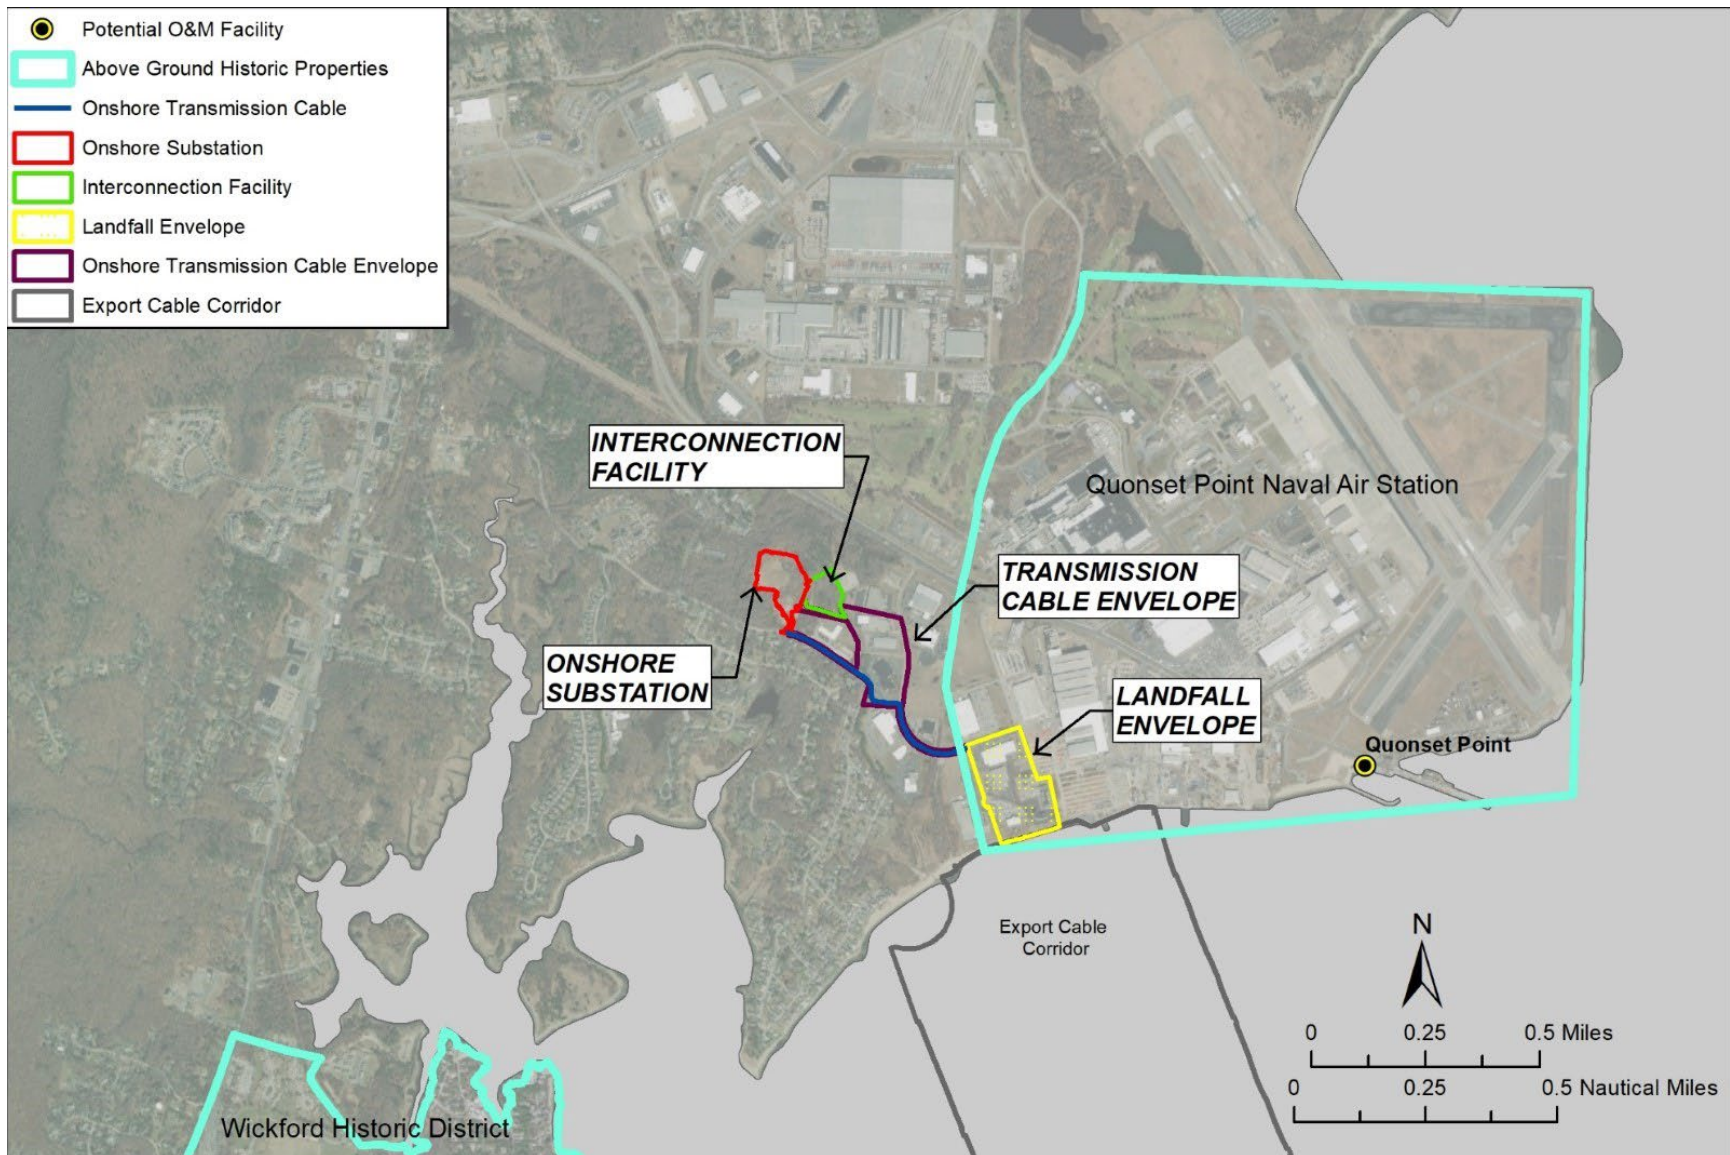 Potential O&M Facility
Above Ground Historic Properties
Onshore Transmission Cable
Onshore Substation
Interconnection Facility
Landfall Envelope
Onshore Transmission Cable Envelope
Export Cable Corridor
INTERCONNECTION
FACILITY
Quonset Point Naval Air Station
TRANSMISSION
CABLE ENVELOPE
ONSHORE
SUBSTATION
LANDFALL
ENVELOPE
Quonset Point
Export Cable
Corridor
N
0 0.25 0.5 Miles
0 0.25 0.5 Nautical Miles
Wickford Historic District